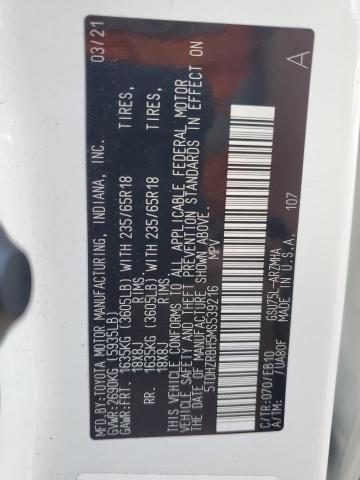 MFD. BY: TOYOTA MOTOR MANUFACTURING, INDIANA, INC. 03/21
GVWR: 2700KG (5935LB)
GAWR: FRT. 1635KG (3605LB) WITH 235/65R18 TIRES,
18X8J RIMS
RR. 1635KG (3605LB) WITH 235/65R18 TIRES,
18X8J RIMS
THIS VEHICLE CONFORMS TO ALL APPLICABLE FEDERAL MOTOR
VEHICLE SAFETY AND THEFT PREVENTION STANDARDS IN EFFECT ON
THE DATE OF MANUFACTURE SHOWN ABOVE.
5TDHZRBH5MS539216 MPV
GSU75L-ARZMHA A
C/TR:070/EB10
A/TM: /UA80F
MADE IN U.S.A. 107